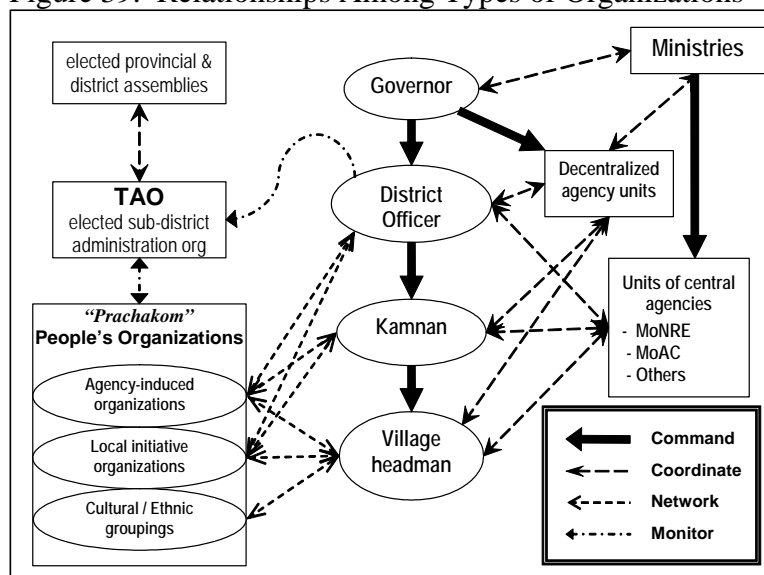 Figure 39: Relationships Among Types of Organizations
elected provincial &
district assemblies
Governor
Ministries
TAO
elected sub-district
administration org
District
Officer
Decentralized
agency units
"Prachakom"
People's Organizations
Agency-induced
organizations
Local initiative
organizations
Cultural / Ethnic
groupings
Kamnan
Village
headman
Units of central
agencies
- MoNRE
- MoAC
- Others
Command
Coordinate
Network
Monitor